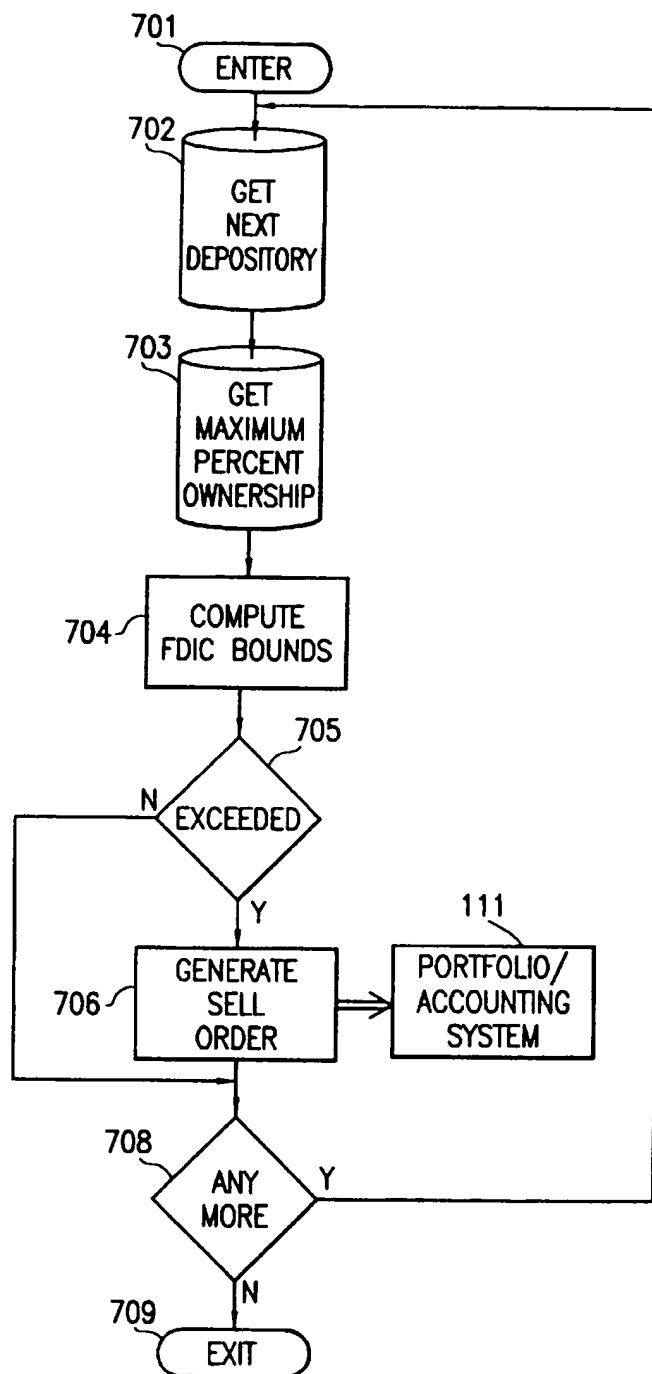 701
ENTER
702
GET
NEXT
DEPOSITORY
703
GET
MAXIMUM
PERCENT
OWNERSHIP
704
COMPUTE
FDIC BOUNDS
705
N
EXCEEDED
Y
111
706
GENERATE
SELL
ORDER
PORTFOLIO/
ACCOUNTING
SYSTEM
708
ANY
MORE
Y
N
709
EXIT